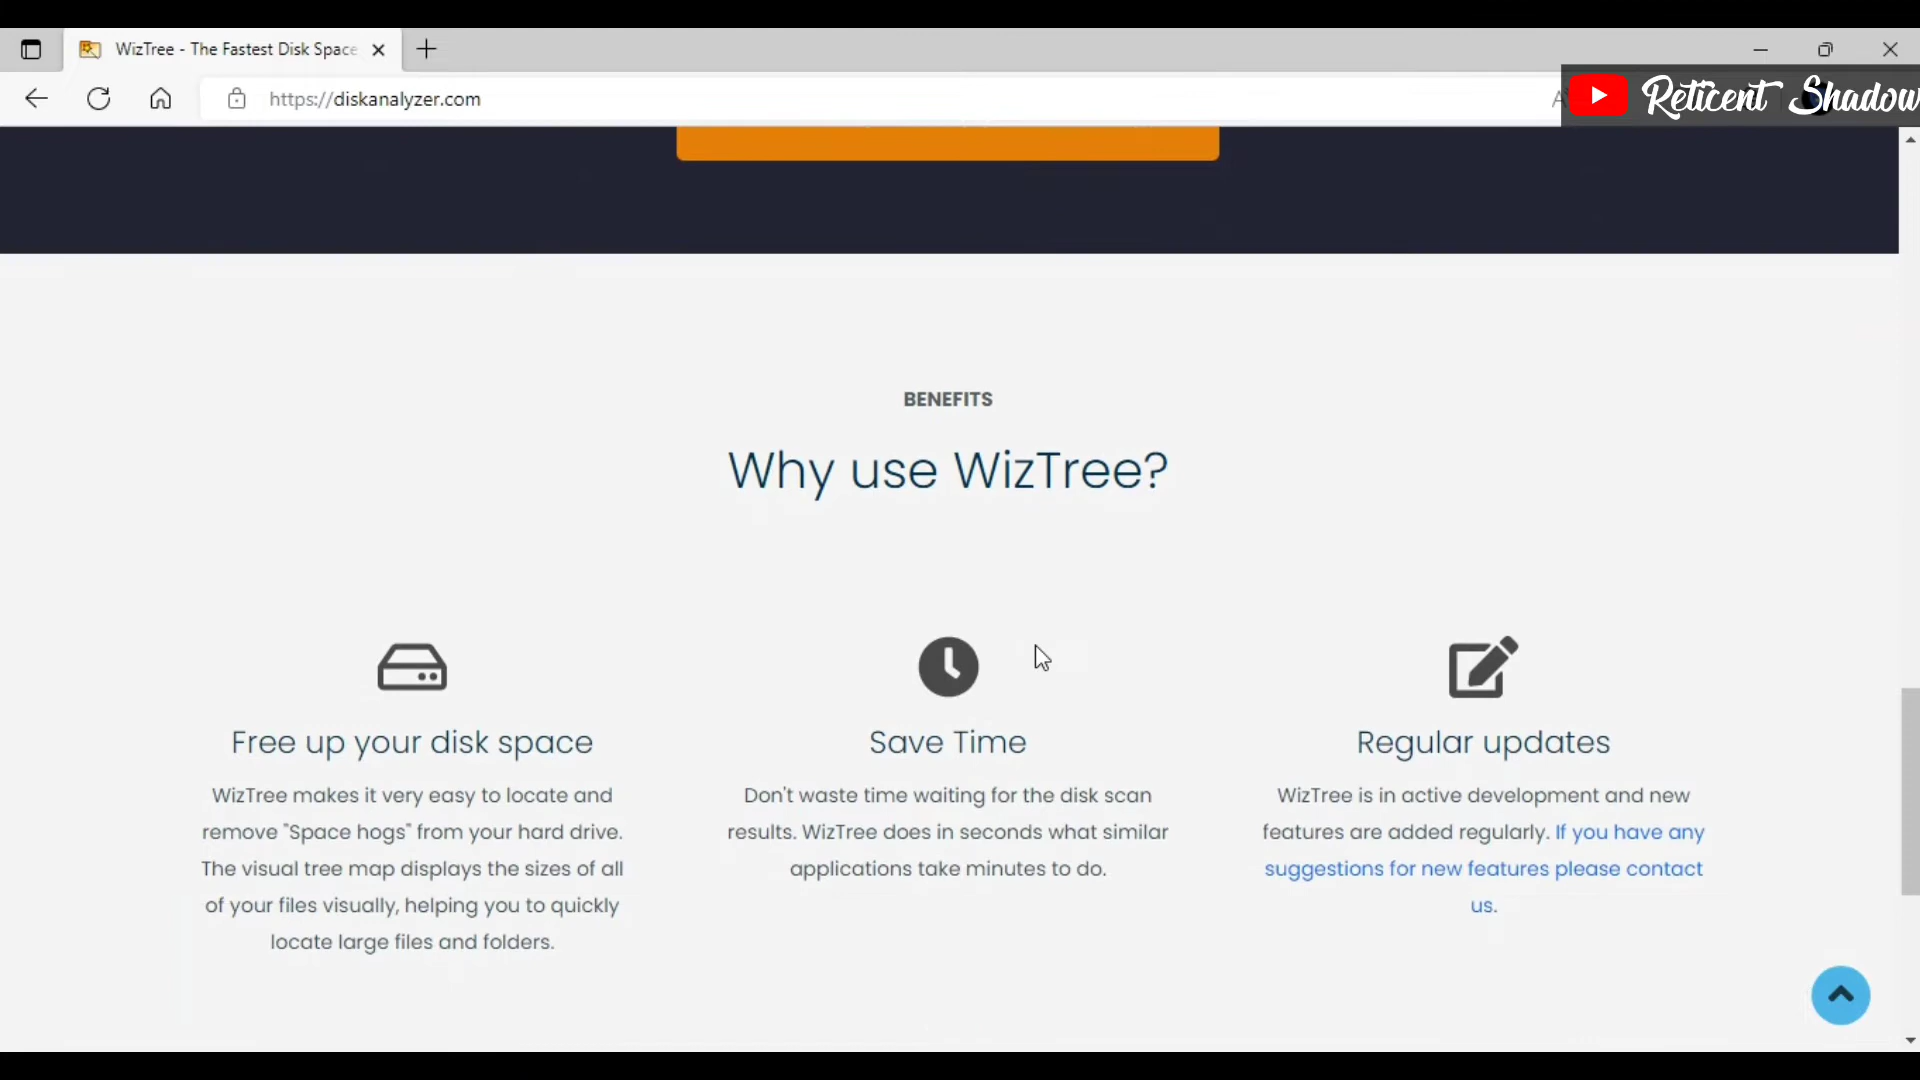 WizTree - The Fastest Disk Space
https://diskanalyzer.com
Reticent Shadow
BENEFITS
Why use WizTree?
Free up your disk space
WizTree makes it very easy to locate and
remove "Space hogs" from your hard drive.
The visual tree map displays the sizes of all
of your files visually, helping you to quickly
locate large files and folders.
Save Time
Don't waste time waiting for the disk scan
results. WizTree does in seconds what similar
applications take minutes to do.
Regular updates
WizTree is in active development and new
features are added regularly. If you have any
suggestions for new features please contact
us.